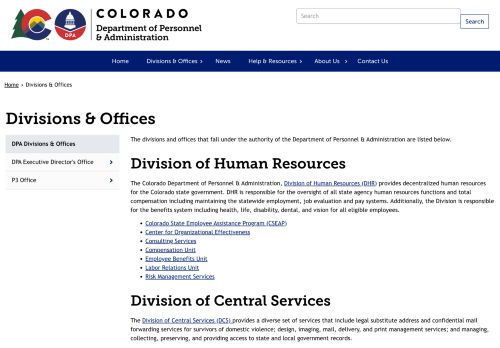 COLORADO
Department of Personnel
& Administration
DPA
Search
Search
Home
Divisions & Offices
News
Help & Resources
About Us
Contact Us
Home › Divisions & Offices
Divisions & Offices
DPA Divisions & Offices
DPA Executive Director's Office
P3 Office
The divisions and offices that fall under the authority of the Department of Personnel & Administration are listed below.
Division of Human Resources
The Colorado Department of Personnel & Administration, Division of Human Resources (DHR) provides decentralized human resources
for the Colorado state government. DHR is responsible for the oversight of all state agency human resources functions and total
compensation including maintaining the statewide employment, job evaluation and pay systems. Additionally, the Division is responsible
for the benefits system including health, life, disability, dental, and vision for all eligible employees.
• Colorado State Employee Assistance Program (CSEAP)
• Center for Organizational Effectiveness
• Consulting Services
• Compensation Unit
• Employee Benefits Unit
• Labor Relations Unit
• Risk Management Services
Division of Central Services
The Division of Central Services (DCS) provides a diverse set of services that include legal substitute address and confidential mail
forwarding services for survivors of domestic violence; design, imaging, mail, delivery, and print management services; and managing,
collecting, preserving, and providing access to state and local government records.